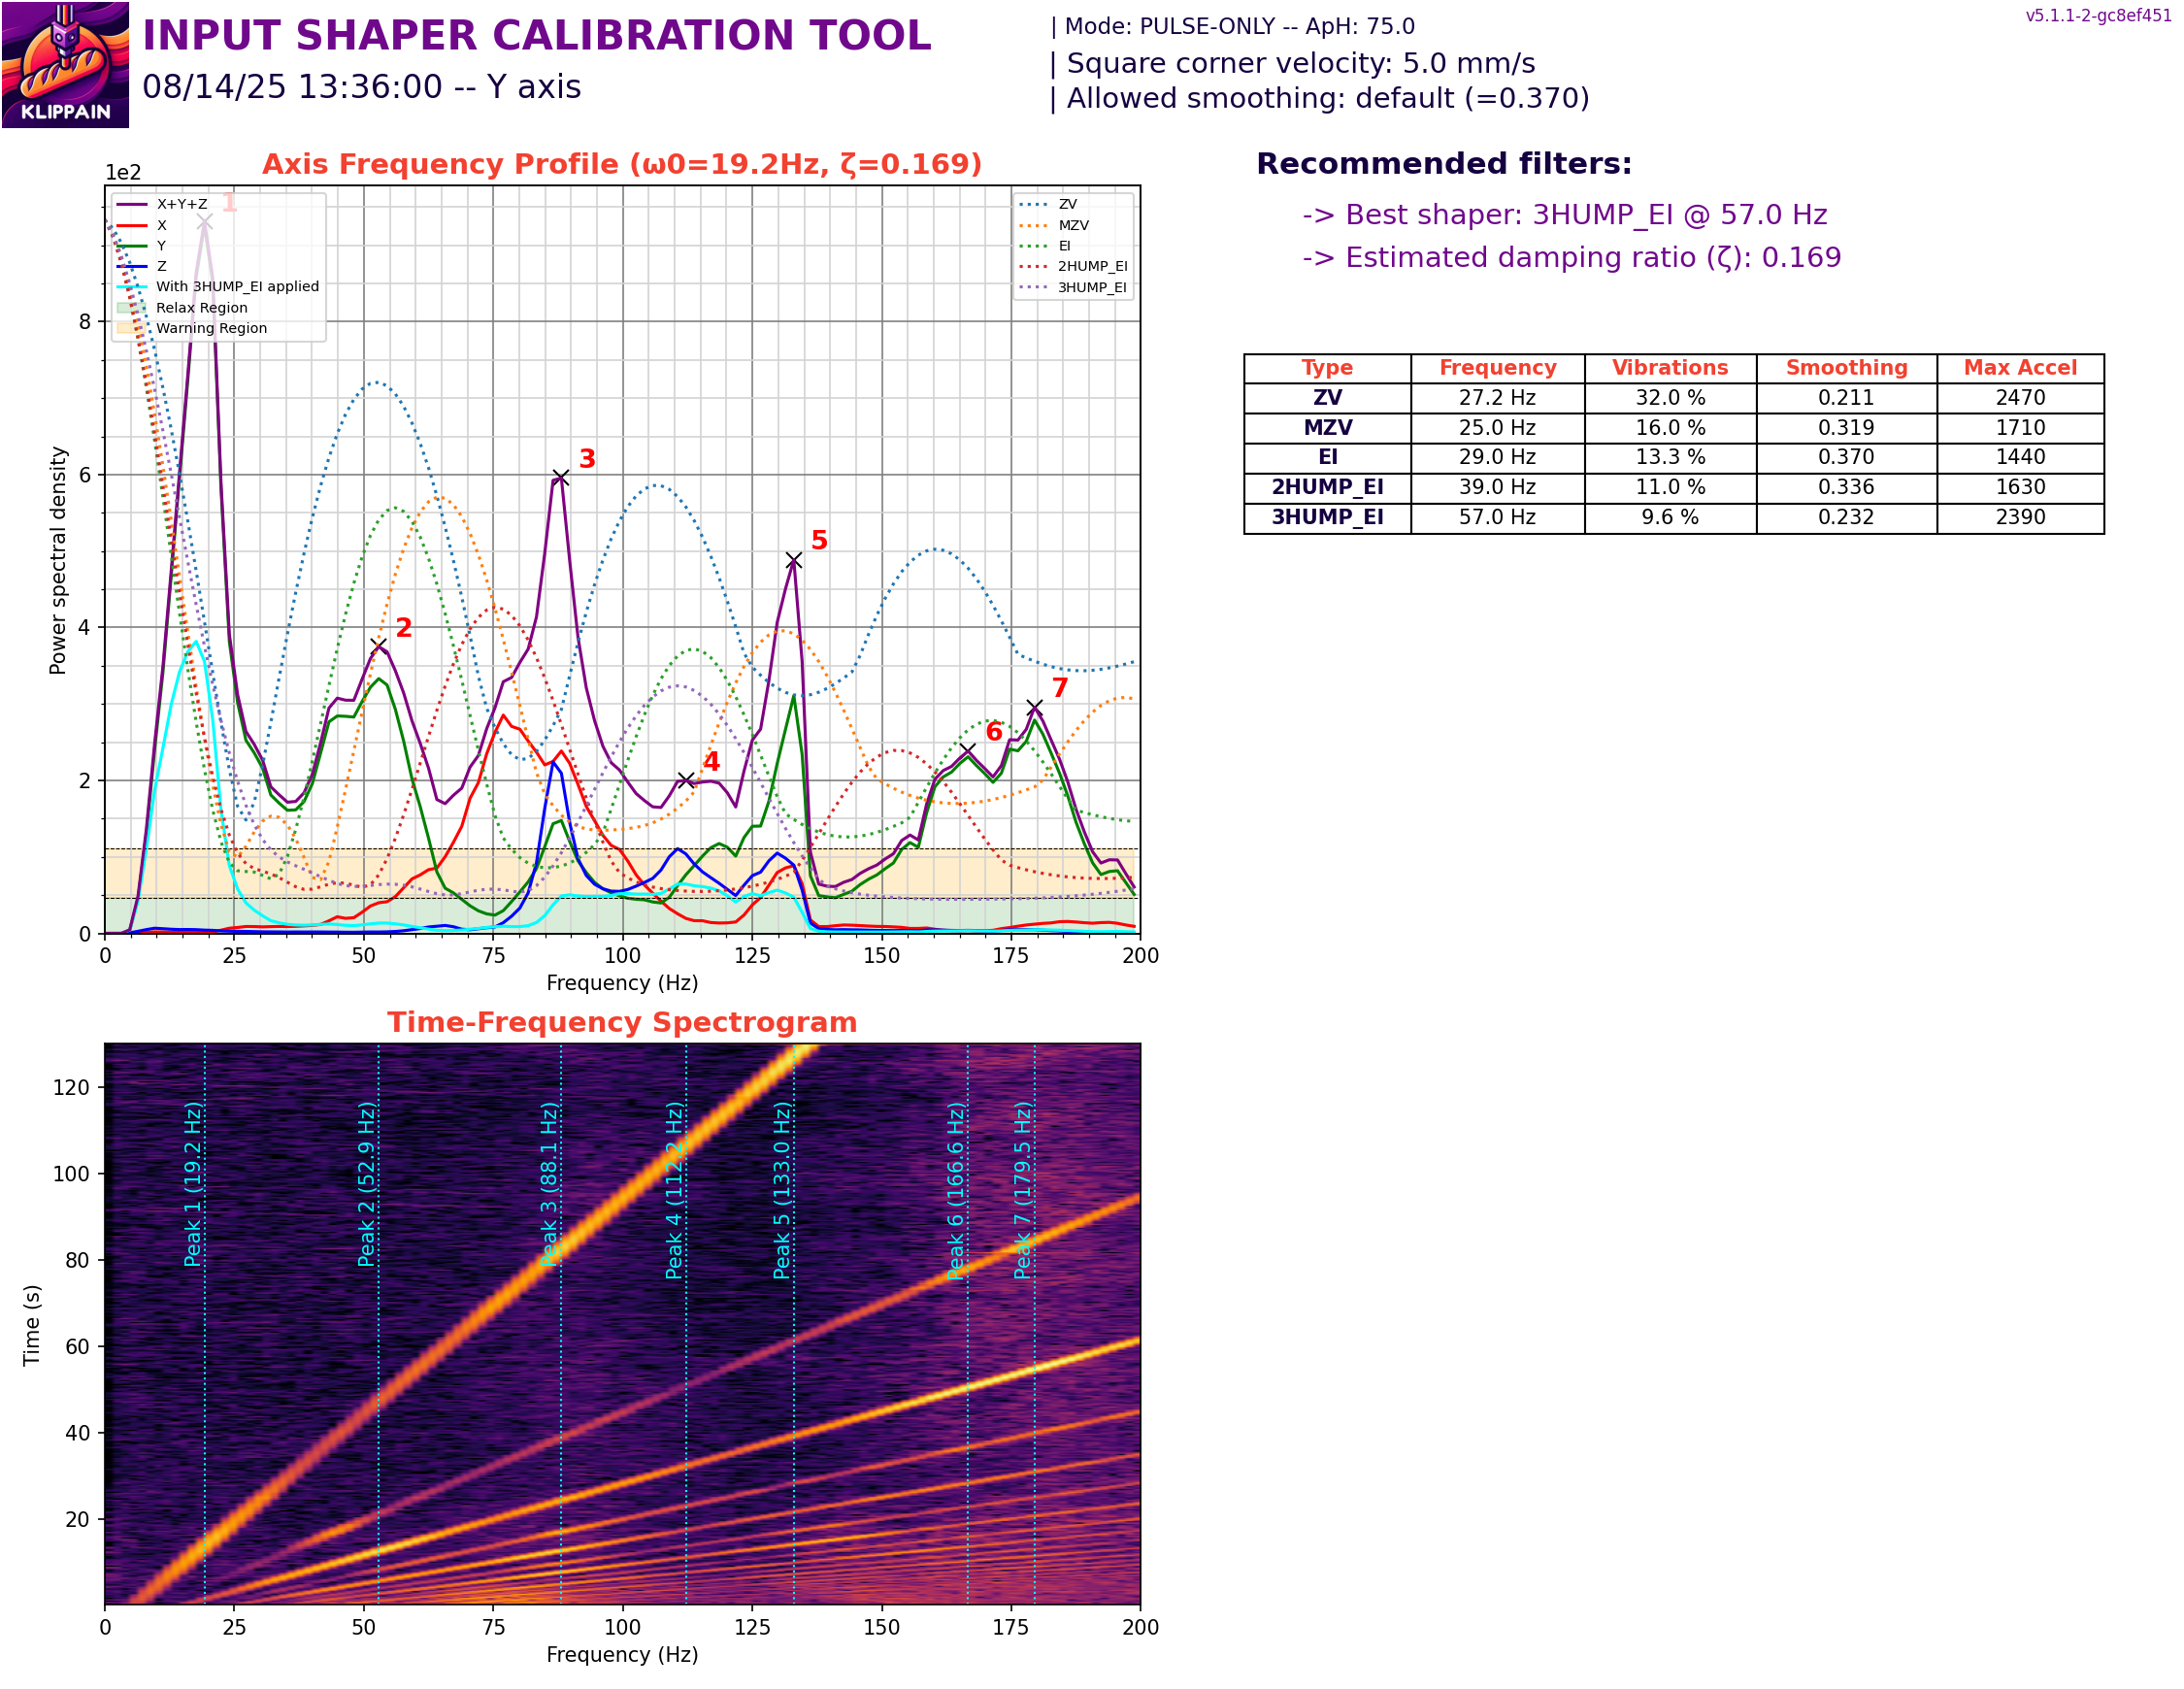 KLIPPAIN
INPUT SHAPER CALIBRATION TOOL
08/14/25 13:36:00 -- Y axis
| Mode: PULSE-ONLY -- ApH: 75.0
| Square corner velocity: 5.0 mm/s
| Allowed smoothing: default (=0.370)
v5.1.1-2-gc8ef451
Axis Frequency Profile (ω0=19.2Hz, ζ=0.169)
1e2
X+Y+Z
X
Y
Z
With 3HUMP_EI applied
Relax Region
Warning Region
ZV
MZV
EI
2HUMP_EI
3HUMP_EI
1
2
3
4
5
6
7
8
6
4
2
0
Power spectral density
0 25 50 75 100 125 150 175 200
Frequency (Hz)
Recommended filters:
-> Best shaper: 3HUMP_EI @ 57.0 Hz
-> Estimated damping ratio (ζ): 0.169
Type Frequency Vibrations Smoothing Max Accel
ZV 27.2 Hz 32.0 % 0.211 2470
MZV 25.0 Hz 16.0 % 0.319 1710
EI 29.0 Hz 13.3 % 0.370 1440
2HUMP_EI 39.0 Hz 11.0 % 0.336 1630
3HUMP_EI 57.0 Hz 9.6 % 0.232 2390
Time-Frequency Spectrogram
120
100
80
60
40
20
Time (s)
Peak 1 (19.2 Hz)
Peak 2 (52.9 Hz)
Peak 3 (88.1 Hz)
Peak 4 (112.2 Hz)
Peak 5 (133.0 Hz)
Peak 6 (166.6 Hz)
Peak 7 (179.5 Hz)
0 25 50 75 100 125 150 175 200
Frequency (Hz)